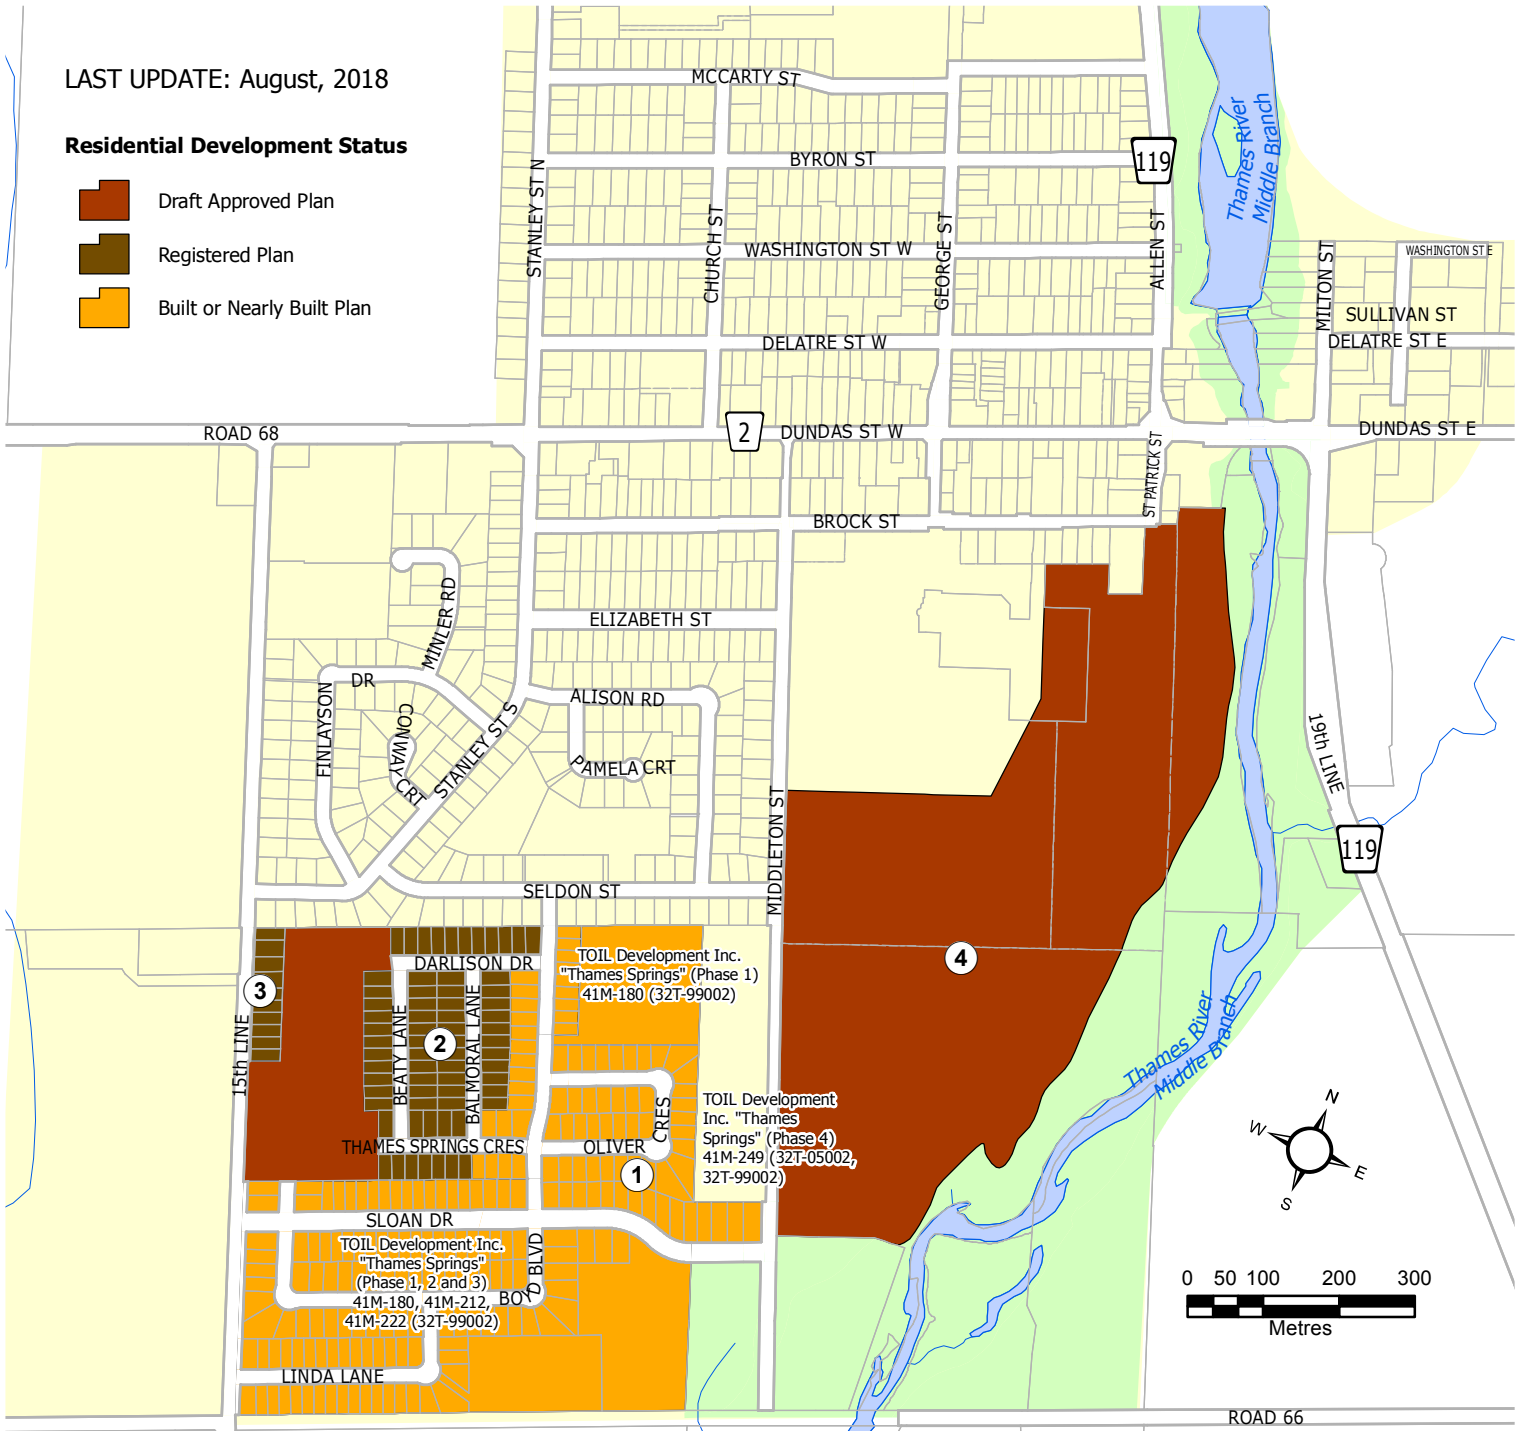 LAST UPDATE: August, 2018
Residential Development Status
Draft Approved Plan
Registered Plan
Built or Nearly Built Plan
MCCARTY ST
BYRON ST
119
Thames River
Middle Branch
STANLEY ST N
CHURCH ST
WASHINGTON ST W
GEORGE ST
ALLEN ST
MILTON ST
WASHINGTON ST E
SULLIVAN ST
DELATRE ST W
DELATRE ST E
ROAD 68
2
DUNDAS ST W
DUNDAS ST E
ST PATRICK ST
BROCK ST
MINLER RD
ELIZABETH ST
FINLAYSON
DR
CONWAY CRT
STANLEY ST S
ALISON RD
PAMELA CRT
19th LINE
MIDDLETON ST
119
SELDON ST
3
15th LINE
DARLISON DR
2
BEATY LANE
BALMORAL LANE
TOIL Development Inc.
"Thames Springs" (Phase 1)
41M-180 (32T-99002)
4
Thames River
Middle Branch
TOIL Development
Inc. "Thames
Springs" (Phase 4)
41M-249 (32T-05002,
32T-99002)
THAMES SPRINGS CRES
OLIVER
CRES
1
SLOAN DR
TOIL Development Inc.
"Thames Springs"
(Phase 1, 2 and 3)
41M-180, 41M-212,
41M-222 (32T-99002)
BOYD BLVD
LINDA LANE
N
W
E
S
0 50 100 200 300
Metres
ROAD 66